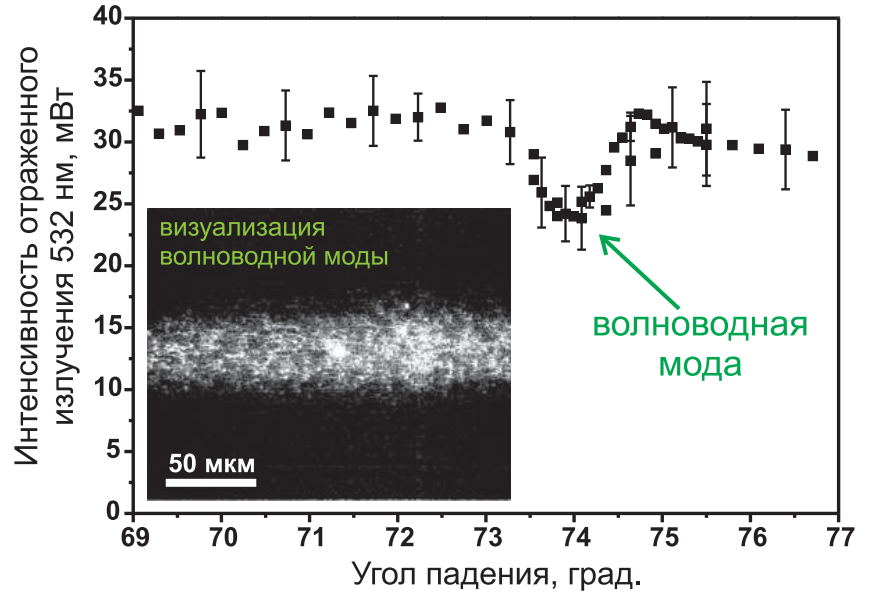 Интенсивность отраженного
излучения 532 нм, мВт
40
35
30
25
20
15
10
5
0
визуализация
волноводной моды
50 мкм
волноводная
мода
69 70 71 72 73 74 75 76 77
Угол падения, град.